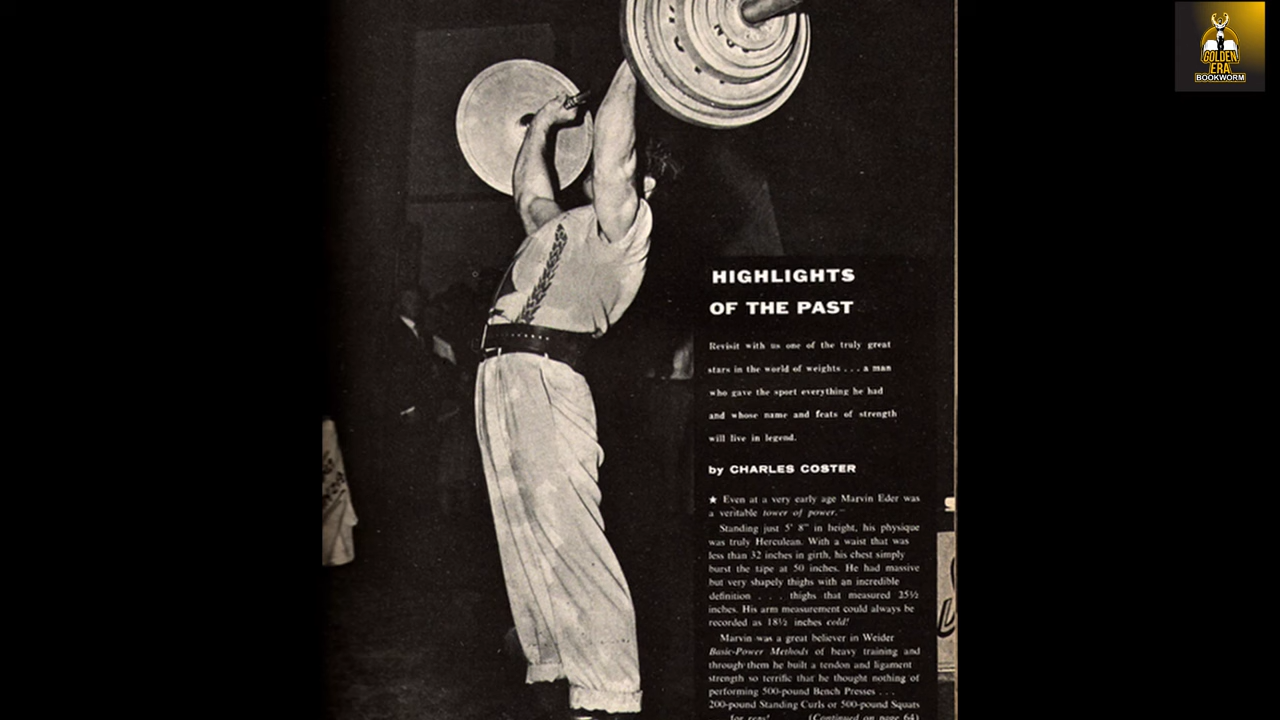 GOLDEN
ERA
BOOKWORM
HIGHLIGHTS
OF THE PAST
Revisit with us one of the truly great
stars in the world of weights . . . a man
who gave the sport everything he had
and whose name and feats of strength
will live in legend.
by CHARLES COSTER
★ Even at a very early age Marvin Eder was
a veritable tower of power.
Standing just 5' 8" in height, his physique
was truly Herculean. With a waist that was
less than 32 inches in girth, his chest simply
burst the tape at 50 inches. He had massive
but very shapely thighs with an incredible
definition . . . thighs that measured 25½
inches. His arm measurement could always be
recorded as 18½ inches cold!
Marvin was a great believer in Weider
Basic-Power Methods of heavy training and
through them he built a tendon and ligament
strength so terrific that he thought nothing of
performing 500-pound Bench Presses . . .
200-pound Standing Curls or 500-pound Squats
for reps! (Continued on page 64)